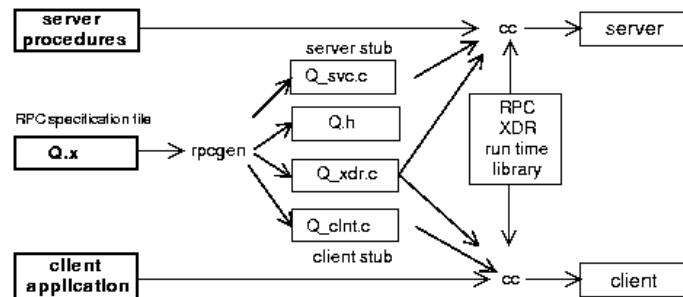 server
procedures
cc
server
server stub
Q_svc.c
RPC specification file
Q.h
RPC
XDR
run time
library
Q.x
rpcgen
Q_xdr.c
Q_clnt.c
client stub
client
application
cc
client